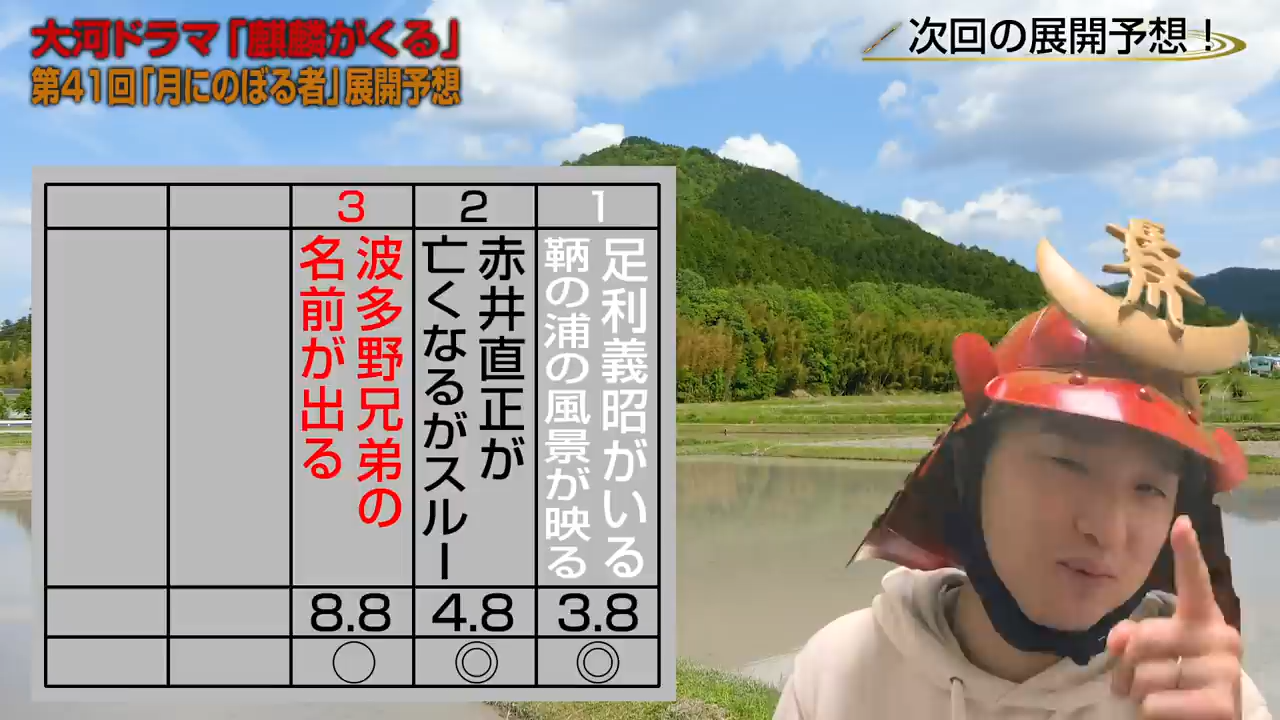 大河ドラマ「麒麟がくる」
第41回「月にのぼる者」展開予想
次回の展開予想！
1
足利義昭がいる
鞆の浦の風景が映る
3.8
◎
2
赤井直正が
亡くなるがスルー
4.8
◎
3
波多野兄弟の
名前が出る
8.8
○